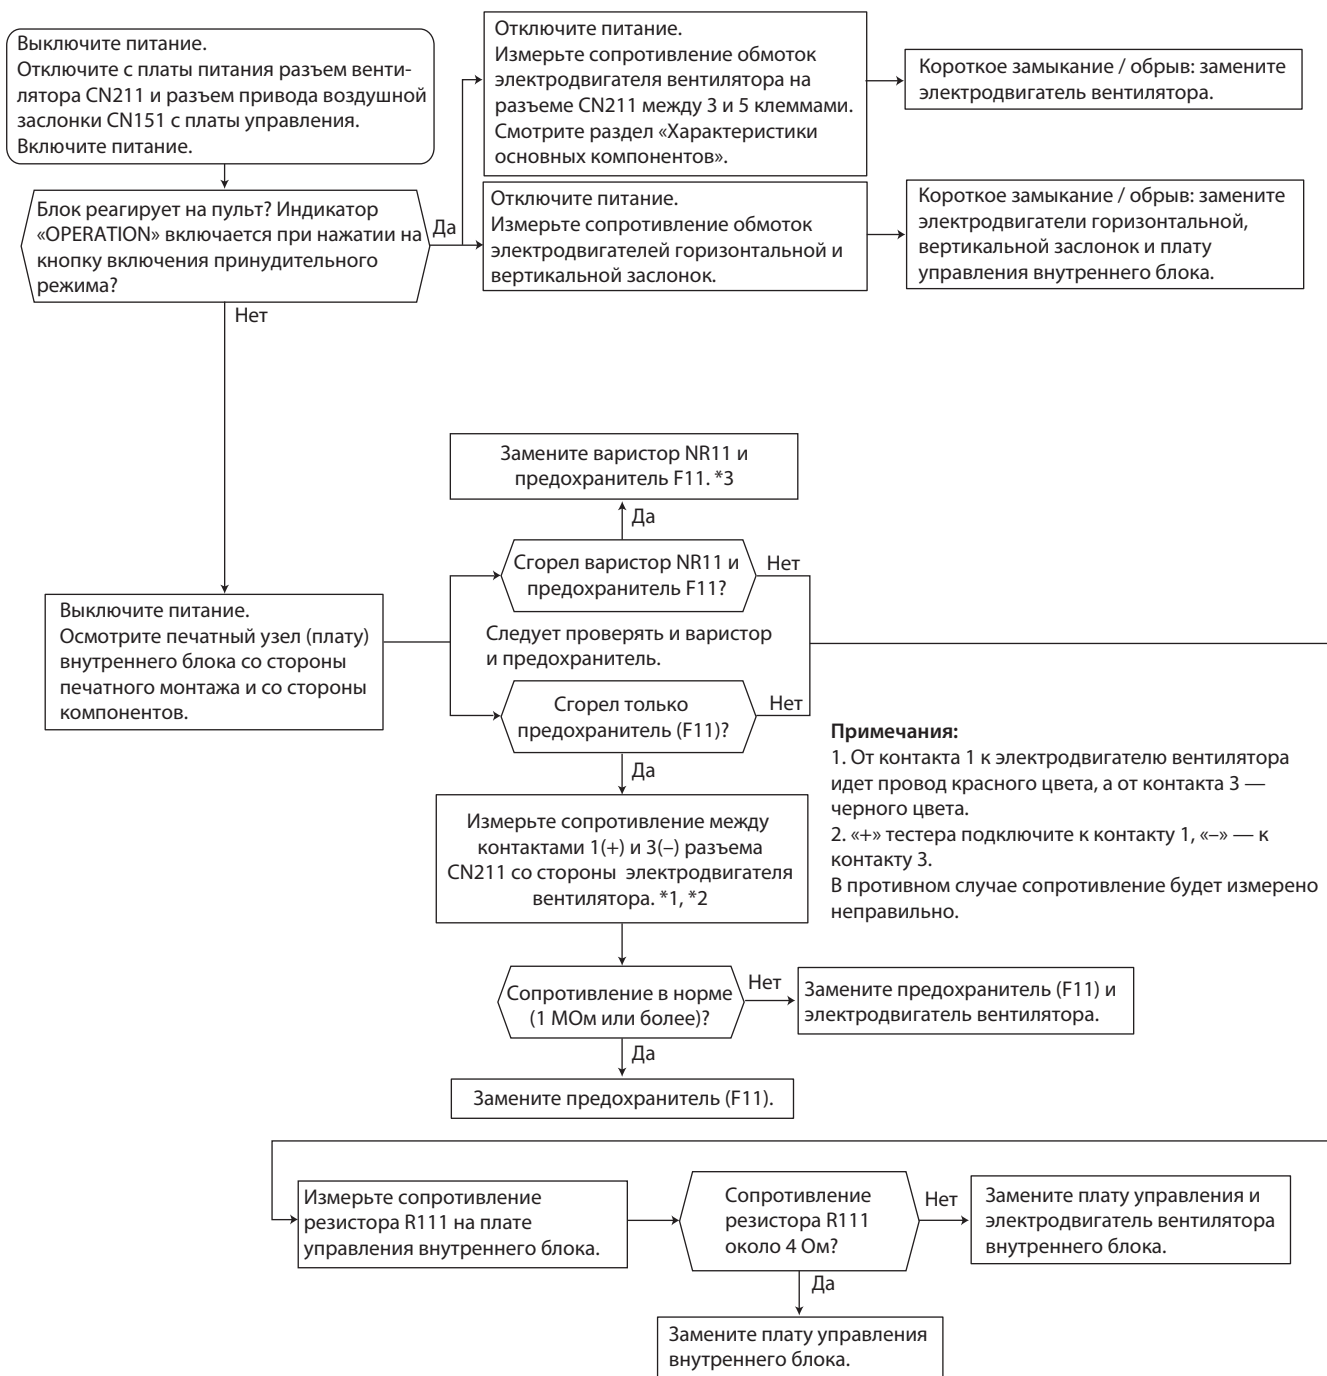 Выключите питание.
Отключите с платы питания разъем венти-
лятора CN211 и разъем привода воздушной
заслонки CN151 с платы управления.
Включите питание.
Отключите питание.
Измерьте сопротивление обмоток
электродвигателя вентилятора на
разъеме CN211 между 3 и 5 клеммами.
Смотрите раздел «Характеристики
основных компонентов».
Короткое замыкание / обрыв: замените
электродвигатель вентилятора.
Блок реагирует на пульт? Индикатор
«OPERATION» включается при нажатии на
кнопку включения принудительного
режима?
Да
Отключите питание.
Измерьте сопротивление обмоток
электродвигателей горизонтальной и
вертикальной заслонок.
Короткое замыкание / обрыв: замените
электродвигатели горизонтальной,
вертикальной заслонок и плату
управления внутреннего блока.
Нет
Замените варистор NR11 и
предохранитель F11. *3
Да
Сгорел варистор NR11 и
предохранитель F11?
Нет
Выключите питание.
Осмотрите печатный узел (плату)
внутреннего блока со стороны
печатного монтажа и со стороны
компонентов.
Следует проверять и варистор
и предохранитель.
Сгорел только
предохранитель (F11)?
Нет
Да
Примечания:
1. От контакта 1 к электродвигателю вентилятора
идет провод красного цвета, а от контакта 3 —
черного цвета.
2. «+» тестера подключите к контакту 1, «–» — к
контакту 3.
В противном случае сопротивление будет измерено
неправильно.
Измерьте сопротивление между
контактами 1(+) и 3(–) разъема
CN211 со стороны электродвигателя
вентилятора. *1, *2
Сопротивление в норме
(1 МОм или более)?
Нет
Замените предохранитель (F11) и
электродвигатель вентилятора.
Да
Замените предохранитель (F11).
Измерьте сопротивление
резистора R111 на плате
управления внутреннего блока.
Сопротивление
резистора R111
около 4 Ом?
Нет
Замените плату управления и
электродвигатель вентилятора
внутреннего блока.
Да
Замените плату управления
внутреннего блока.